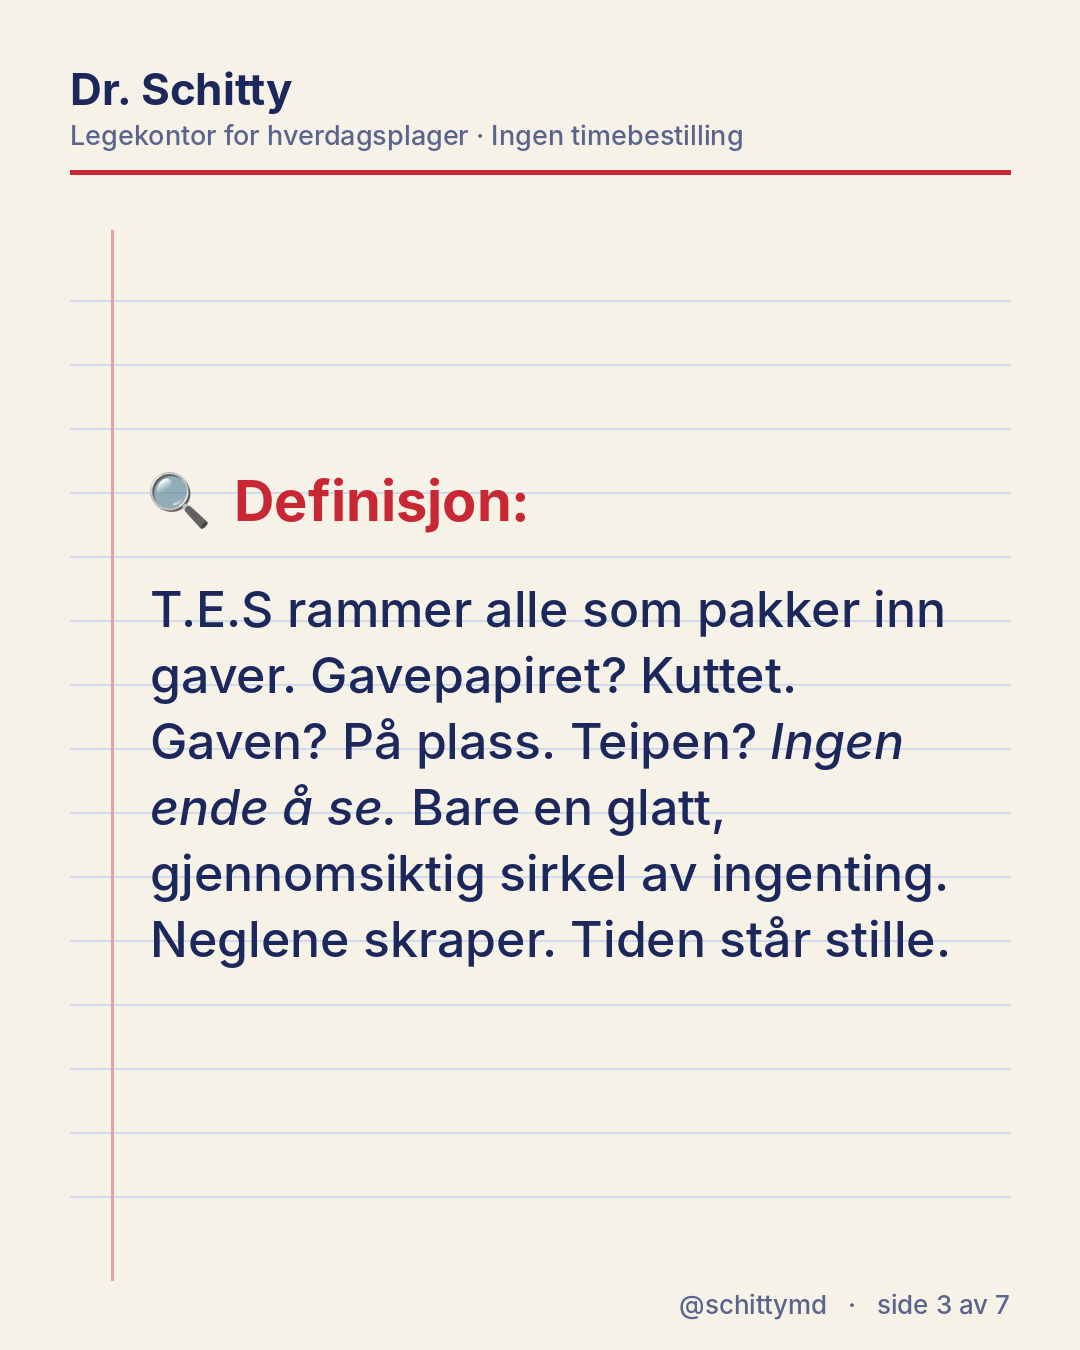 Dr. Schitty
Legekontor for hverdagsplager · Ingen timebestilling
🔍 Definisjon:
T.E.S rammer alle som pakker inn
gaver. Gavepapiret? Kuttet.
Gaven? På plass. Teipen? Ingen
ende å se. Bare en glatt,
gjennomsiktig sirkel av ingenting.
Neglene skraper. Tiden står stille.
@schittymd · side 3 av 7